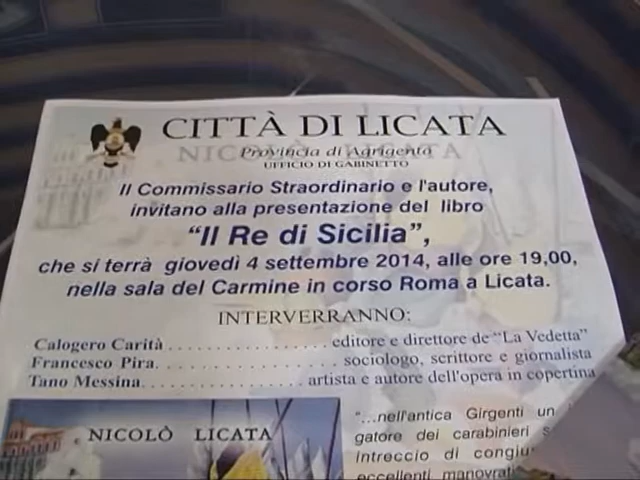 CITTÀ DI LICATA
Provincia di Agrigento
UFFICIO DI GABINETTO
Il Commissario Straordinario e l'autore,
invitano alla presentazione del libro
"Il Re di Sicilia",
che si terrà giovedì 4 settembre 2014, alle ore 19,00,
nella sala del Carmine in corso Roma a Licata.
INTERVERRANNO:
Calogero Carità . . . . . . . . . . . . . . . . . editore e direttore de "La Vedetta"
Francesco Pira. . . . . . . . . . . . . . . . . . . sociologo, scrittore e giornalista
Tano Messina. . . . . . . . . . . . . . . . artista e autore dell'opera in copertina
NICOLÒ LICATA
"...nell'antica Girgenti un
gatore dei carabinieri
intreccio di
eccellenti